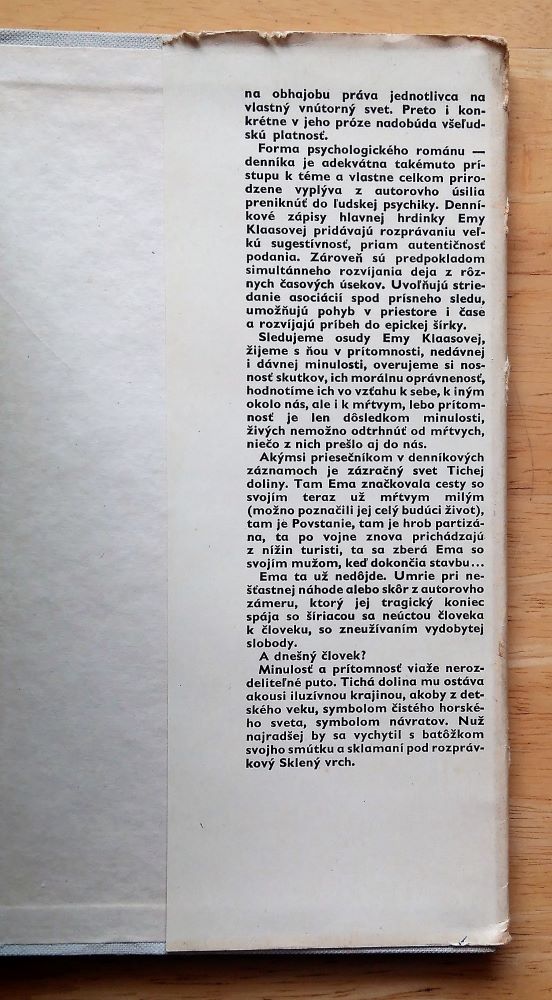 na obhajobu práva jednotlivca na
vlastný vnútorný svet. Preto i kon-
krétne v jeho próze nadobúda všeľud-
skú platnosť.
Forma psychologického románu —
denníka je adekvátna takémuto prí-
stupu k téme a vlastne celkom priro-
dzene vyplýva z autorovho úsilia
preniknúť do ľudskej psychiky. Denní-
kové zápisy hlavnej hrdinky Emy
Klaasovej pridávajú rozprávaniu veľ-
kú sugestívnosť, priam autentičnosť
podania. Zároveň sú predpokladom
simultánneho rozvíjania deja z rôz-
nych časových úsekov. Uvoľňujú strie-
danie asociácií spod prísneho sledu,
umožňujú pohyb v priestore i čase
a rozvíjajú príbeh do epickej šírky.
Sledujeme osudy Emy Klaasovej,
žijeme s ňou v prítomnosti, nedávnej
i dávnej minulosti, overujeme si nos-
nosť skutkov, ich morálnu oprávnenosť,
hodnotíme ich vo vzťahu k sebe, k iným
okolo nás, ale i k mŕtvym, lebo prítom-
nosť je len dôsledkom minulosti,
živých nemožno odtrhnúť od mŕtvych,
niečo z nich prešlo aj do nás.
Akýmsi priesečníkom v denníkových
záznamoch je zázračný svet Tichej
doliny. Tam Ema značkovala cesty so
svojím teraz už mŕtvym milým
(možno poznačili jej celý budúci život),
tam je Povstanie, tam je hrob partizá-
na, ta po vojne znova prichádzajú
z nížin turisti, ta sa zberá Ema so
svojím mužom, keď dokončia stavbu...
Ema ta už nedôjde. Umrie pri ne-
šťastnej náhode alebo skôr z autorovho
zámeru, ktorý jej tragický koniec
spája so šíriacou sa neúctou človeka
k človeku, so zneužívaním vydobytej
slobody.
A dnešný človek?
Minulosť a prítomnosť viaže neroz-
deliteľné puto. Tichá dolina mu ostáva
akousi iluzívnou krajinou, akoby z det-
ského veku, symbolom čistého horské-
ho sveta, symbolom návratov. Nuž
najradšej by sa vychytil s batôžkom
svojho smútku a sklamaní pod rozpráv-
kový Sklený vrch.